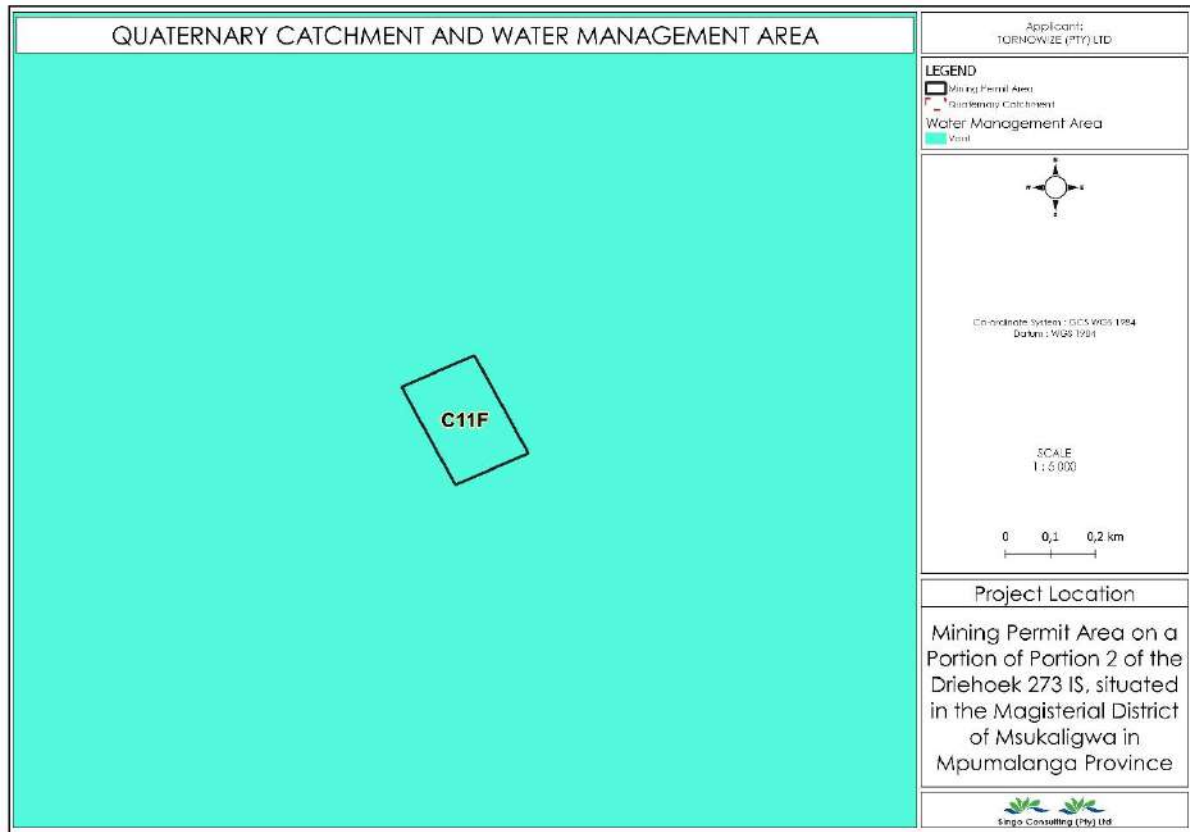 QUATERNARY CATCHMENT AND WATER MANAGEMENT AREA
Applicant:
TORNOWIZE (PTY) LTD
LEGEND
Mining Permit Area
Quaternary Catchment
Water Management Area
Vaal
N
W E
S
C11F
Co-ordinate System : GCS WGS 1984
Datum : WGS 1984
SCALE
1 : 5 000
0 0,1 0,2 km
Project Location
Mining Permit Area on a
Portion of Portion 2 of the
Driehoek 273 IS, situated
in the Magisterial District
of Msukaligwa in
Mpumalanga Province
Singo Consulting (Pty) Ltd